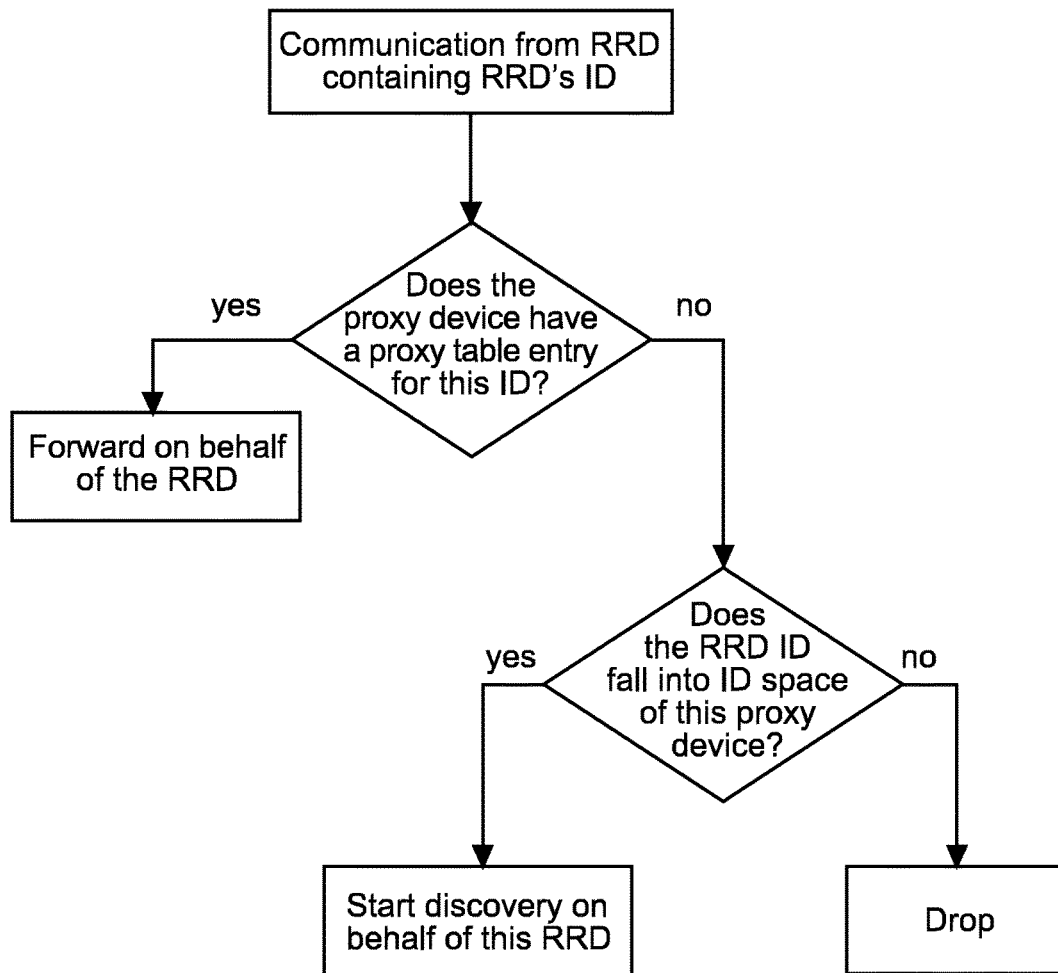 Communication from RRD
containing RRD's ID
Does the
proxy device have
a proxy table entry
for this ID?
yes
no
Forward on behalf
of the RRD
Does
the RRD ID
fall into ID space
of this proxy
device?
yes
no
Start discovery on
behalf of this RRD
Drop